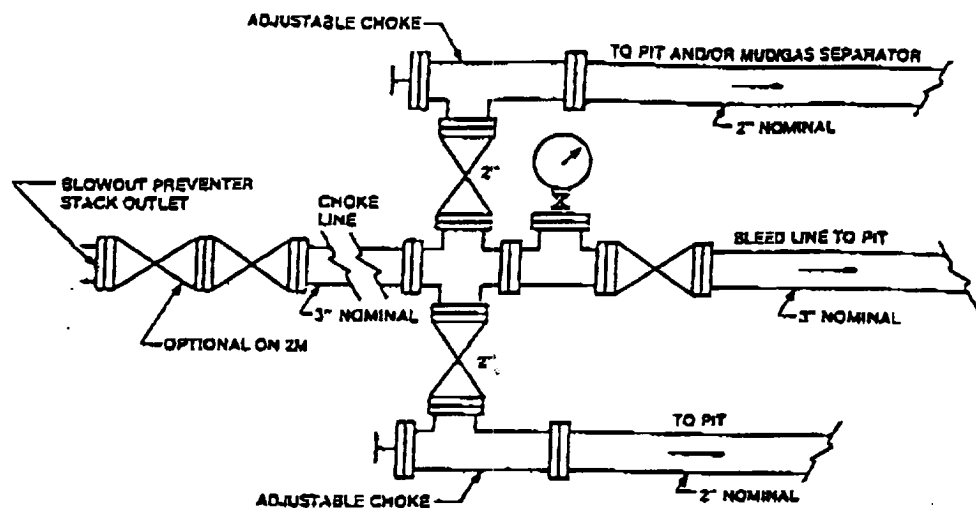 ADJUSTABLE CHOKE
TO PIT AND/OR MUD/GAS SEPARATOR
2" NOMINAL
2"
BLOWOUT PREVENTER
STACK OUTLET
CHOKE
LINE
BLEED LINE TO PIT
3" NOMINAL
3" NOMINAL
OPTIONAL ON 2M
2"
TO PIT
ADJUSTABLE CHOKE
2" NOMINAL